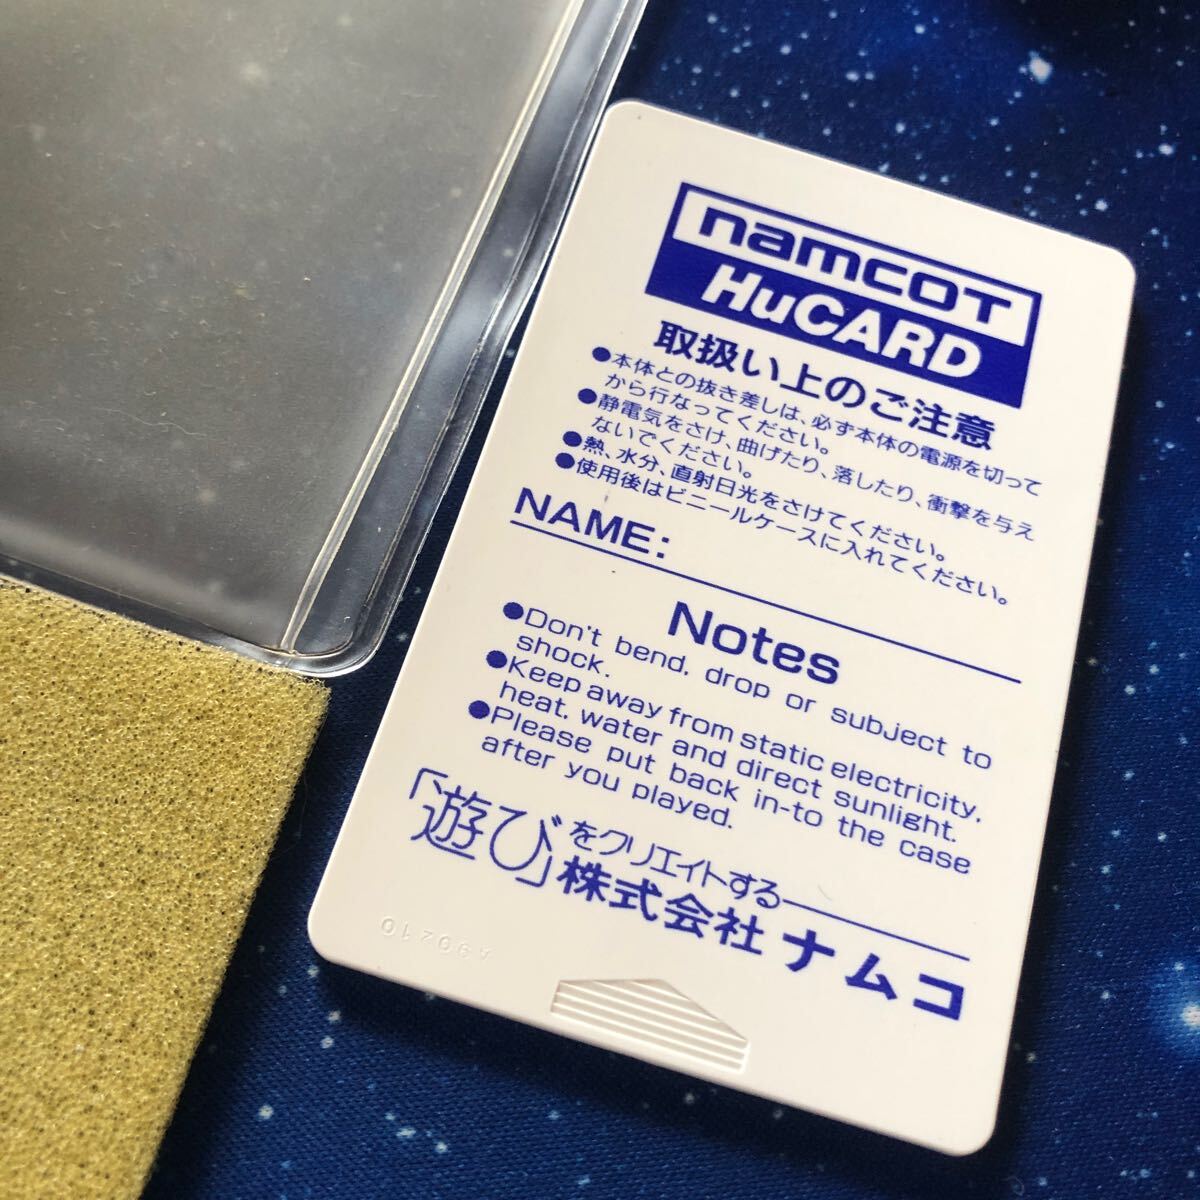 namcot
HuCARD
取扱い上のご注意
●本体との抜き差しは、必ず本体の電源を切って
から行なってください。
●静電気をさけ、曲げたり、落したり、衝撃を与え
ないでください。
●熱、水分、直射日光をさけてください。
●使用後はビニールケースに入れてください。
NAME:
Notes
●Don't bend, drop or subject to
shock.
●Keep away from static electricity,
heat, water and direct sunlight.
●Please put back in-to the case
after you played.
「遊び」をクリエイトする
株式会社ナムコ